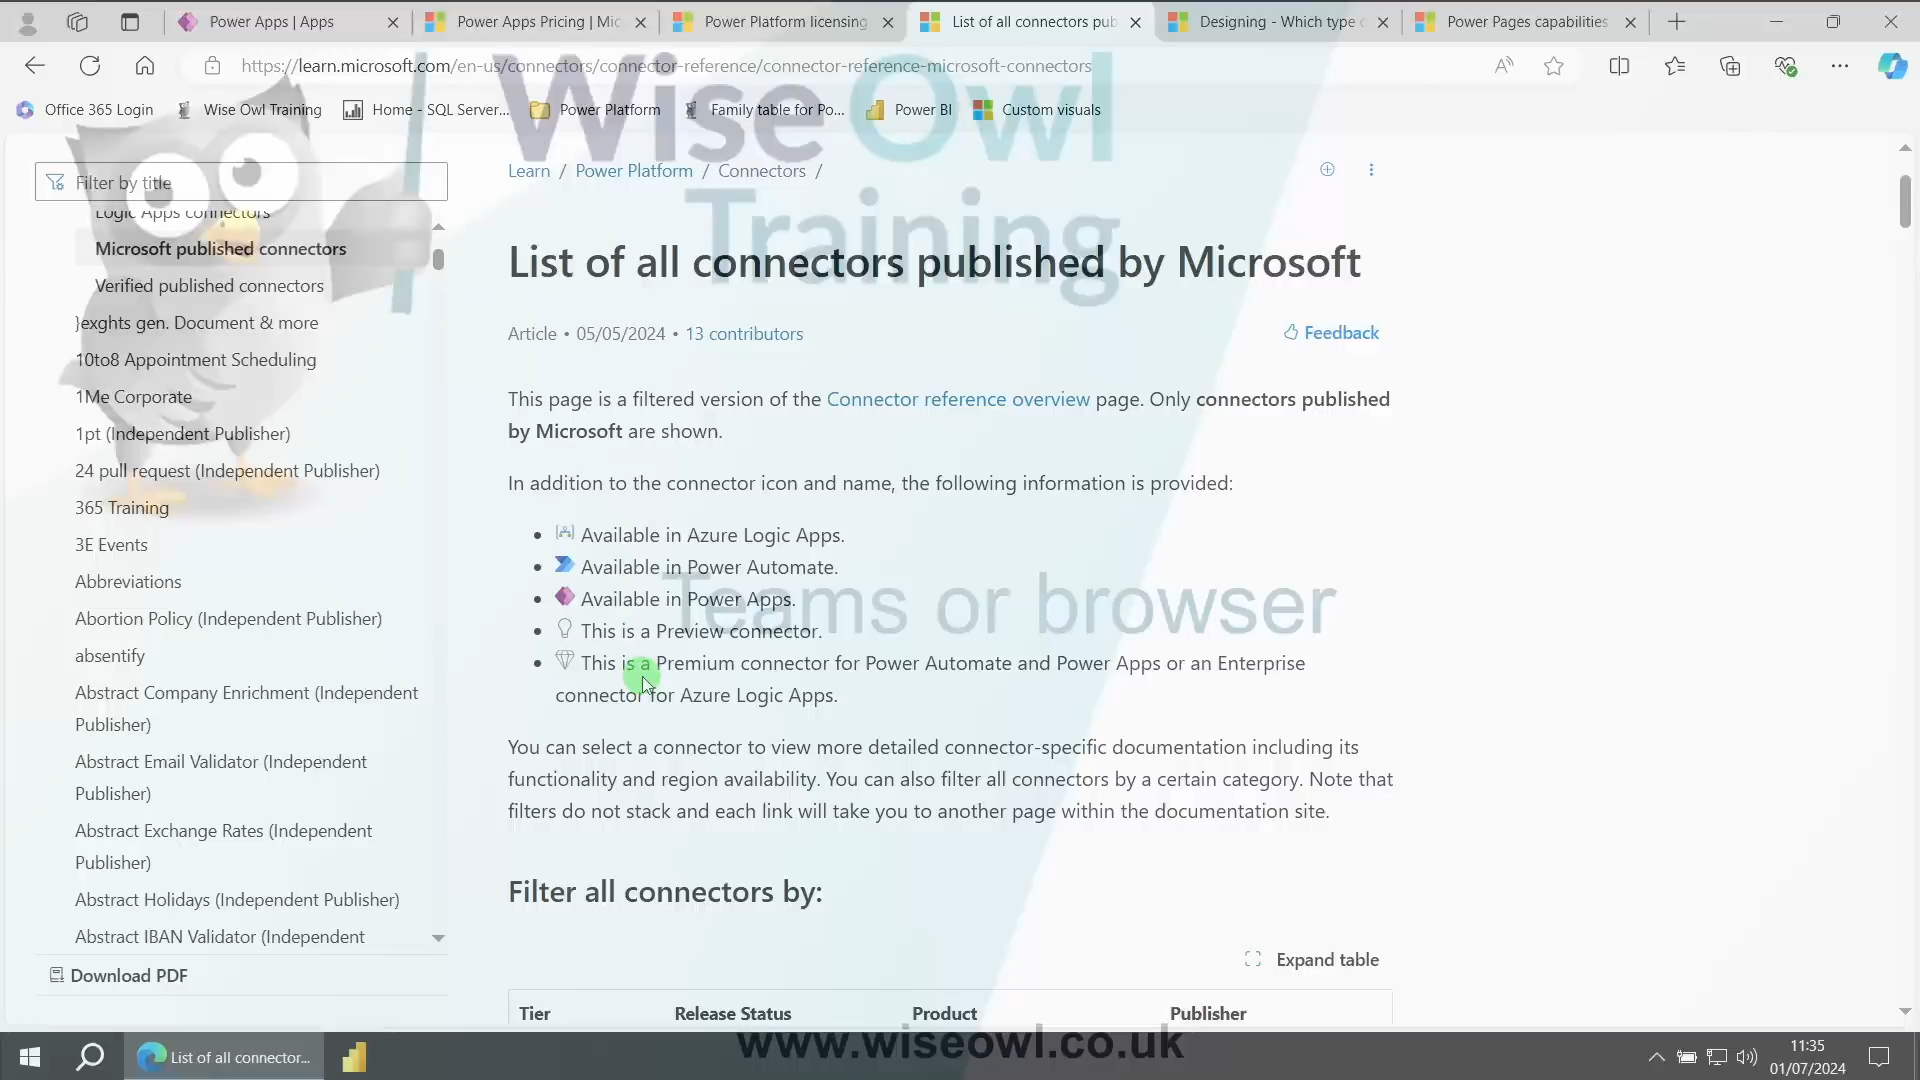 Power Apps | Apps
Power Apps Pricing | Mic
Power Platform licensing
List of all connectors pub
Designing - Which type c
Power Pages capabilities
https://learn.microsoft.com/en-us/connectors/connector-reference/connector-reference-microsoft-connectors
Office 365 Login
Wise Owl Training
Home - SQL Server...
Power Platform
Family table for Po...
Power BI
Custom visuals
Wise Owl
Training
Filter by title
Logic Apps connectors
Microsoft published connectors
Verified published connectors
}exghts gen. Document & more
10to8 Appointment Scheduling
1Me Corporate
1pt (Independent Publisher)
24 pull request (Independent Publisher)
365 Training
3E Events
Abbreviations
Abortion Policy (Independent Publisher)
absentify
Abstract Company Enrichment (Independent
Publisher)
Abstract Email Validator (Independent
Publisher)
Abstract Exchange Rates (Independent
Publisher)
Abstract Holidays (Independent Publisher)
Abstract IBAN Validator (Independent
Download PDF
Learn / Power Platform / Connectors /
List of all connectors published by Microsoft
Article • 05/05/2024 • 13 contributors
Feedback
This page is a filtered version of the Connector reference overview page. Only connectors published
by Microsoft are shown.
In addition to the connector icon and name, the following information is provided:
• Available in Azure Logic Apps.
• Available in Power Automate.
• Available in Power Apps.
• This is a Preview connector.
• This is a Premium connector for Power Automate and Power Apps or an Enterprise
connector for Azure Logic Apps.
Teams or browser
You can select a connector to view more detailed connector-specific documentation including its
functionality and region availability. You can also filter all connectors by a certain category. Note that
filters do not stack and each link will take you to another page within the documentation site.
Filter all connectors by:
Expand table
Tier Release Status Product Publisher
www.wiseowl.co.uk
List of all connector...
11:35
01/07/2024